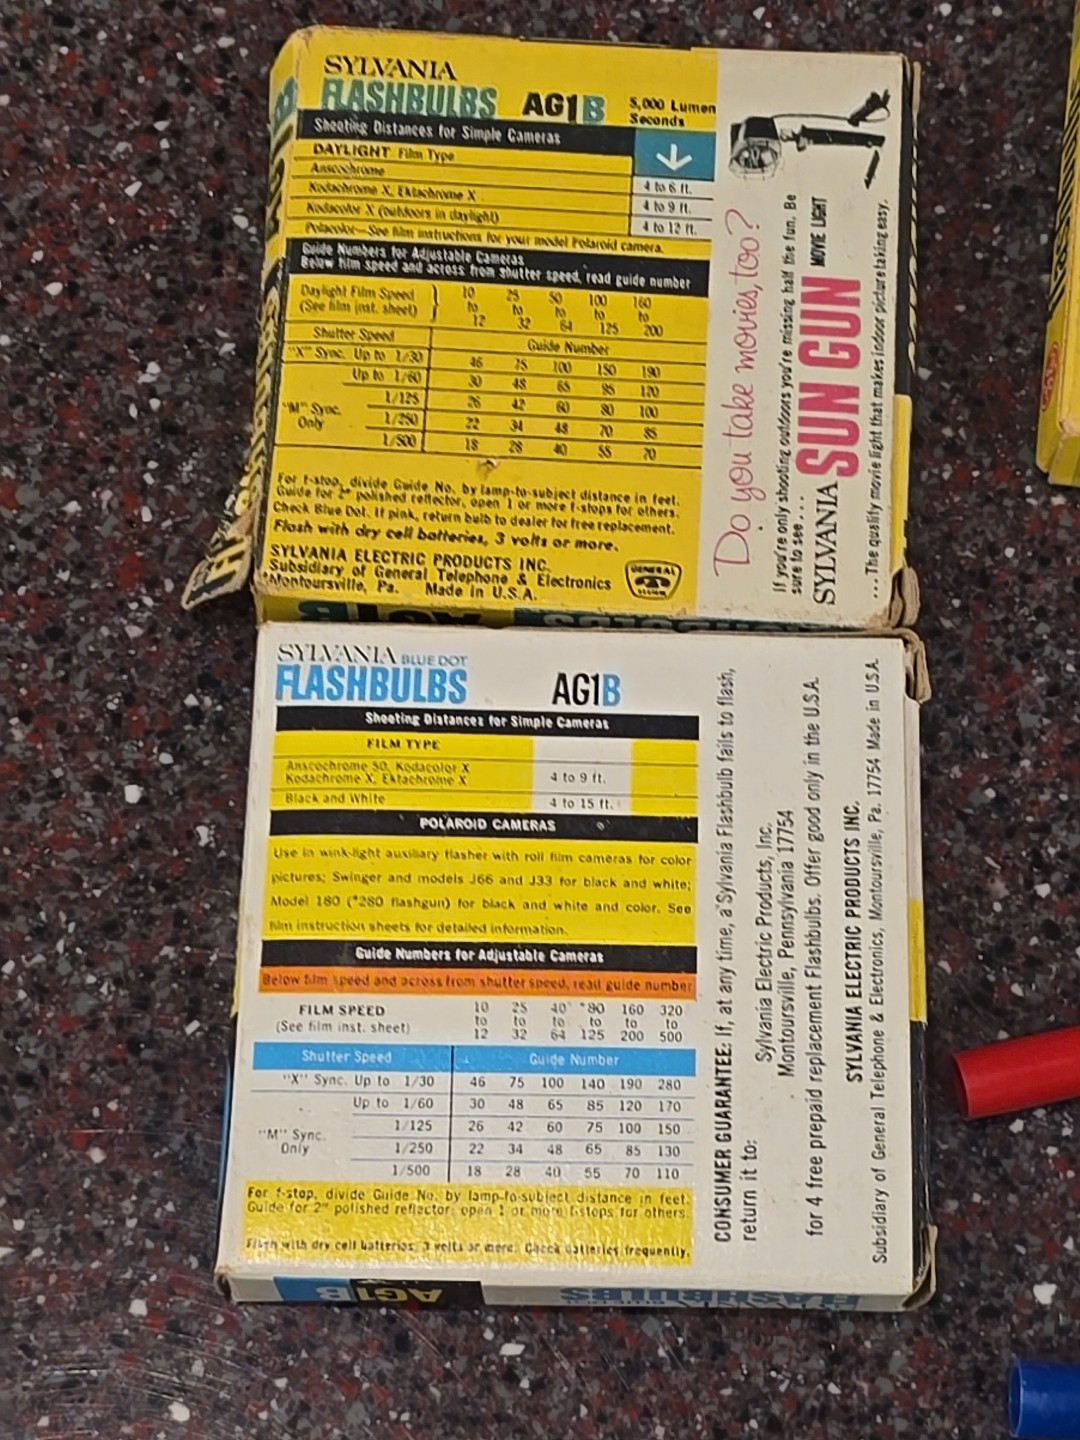 SYLVANIA
FLASHBULBS AG1B 5,000 Lumen
Seconds
Shooting Distances for Simple Cameras
DAYLIGHT Film Type
Anscochrome 4 to 6 ft.
Kodachrome X, Ektachrome X 4 to 9 ft.
Kodacolor X (outdoors in daylight) 4 to 12 ft.
Polacolor—See film instructions for your model Polaroid camera.
Guide Numbers for Adjustable Cameras
Below film speed and across from shutter speed, read guide number
Daylight Film Speed 10 25 50 100 160
(See film inst. sheet) to to to to to
12 32 64 125 200
Shutter Speed Guide Number
"X" Sync. Up to 1/30 46 75 100 150 190
Up to 1/60 30 48 65 95 120
1/125 26 42 60 80 100
"M" Sync. Only 1/250 22 34 48 70 85
1/500 18 28 40 55 70
For f-stop, divide Guide No. by lamp-to-subject distance in feet.
Guide for 2" polished reflector, open 1 or more f-stops for others.
Check Blue Dot. If pink, return bulb to dealer for free replacement.
Flash with dry cell batteries, 3 volts or more.
SYLVANIA ELECTRIC PRODUCTS INC.
Subsidiary of General Telephone & Electronics
Montoursville, Pa. Made in U.S.A.
GENERAL
SYSTEM
Do you take movies, too?
If you're only shooting outdoors you're missing half the fun. Be
sure to see . . .
SYLVANIA SUN GUN MOVIE LIGHT
. . . The quality movie light that makes indoor picture taking easy.
AG1B
FLASHBULBS
SYLVANIA BLUE DOT
FLASHBULBS AG1B
Shooting Distances for Simple Cameras
FILM TYPE
Anscochrome 50, Kodacolor X
Kodachrome X, Ektachrome X 4 to 9 ft.
Black and White 4 to 15 ft.
POLAROID CAMERAS
Use in wink-light auxiliary flasher with roll film cameras for color
pictures; Swinger and models J66 and J33 for black and white;
Model 180 (*280 flashgun) for black and white and color. See
film instruction sheets for detailed information.
Guide Numbers for Adjustable Cameras
Below film speed and across from shutter speed, read guide number
FILM SPEED 10 25 40 *80 160 320
(See film inst. sheet) to to to to to to
12 32 64 125 200 500
Shutter Speed Guide Number
"X" Sync. Up to 1/30 46 75 100 140 190 280
Up to 1/60 30 48 65 85 120 170
1/125 26 42 60 75 100 150
"M" Sync. Only 1/250 22 34 48 65 85 130
1/500 18 28 40 55 70 110
For f-stop, divide Guide No. by lamp-to-subject distance in feet.
Guide for 2" polished reflector, open 1 or more f-stops for others.
Flash with dry cell batteries, 3 volts or more. Check batteries frequently.
CONSUMER GUARANTEE: If, at any time, a Sylvania Flashbulb fails to flash,
return it to:
Sylvania Electric Products, Inc.
Montoursville, Pennsylvania 17754
for 4 free prepaid replacement Flashbulbs. Offer good only in the U.S.A.
SYLVANIA ELECTRIC PRODUCTS INC.
Subsidiary of General Telephone & Electronics, Montoursville, Pa. 17754 Made in U.S.A.
AG1B
SYLVANIA
FLASHBULBS